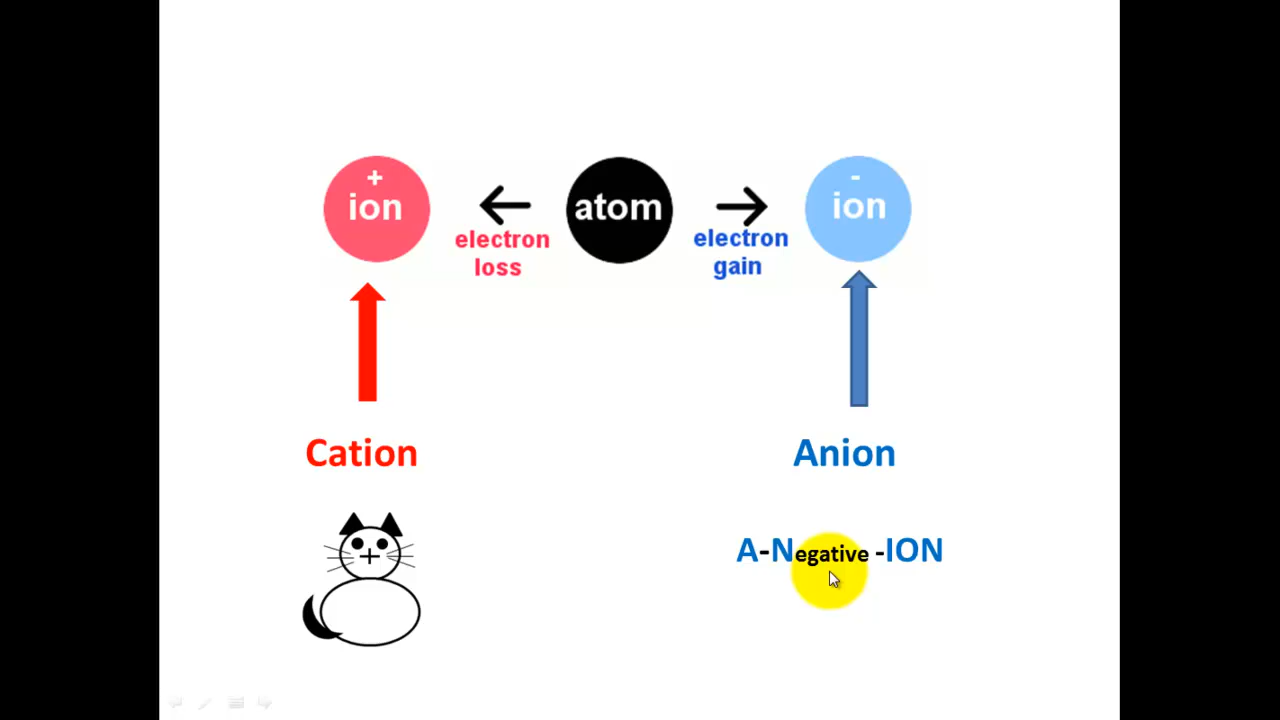 +
ion
atom
-
ion
electron
loss
electron
gain
Cation
Anion
+
A-Negative -ION